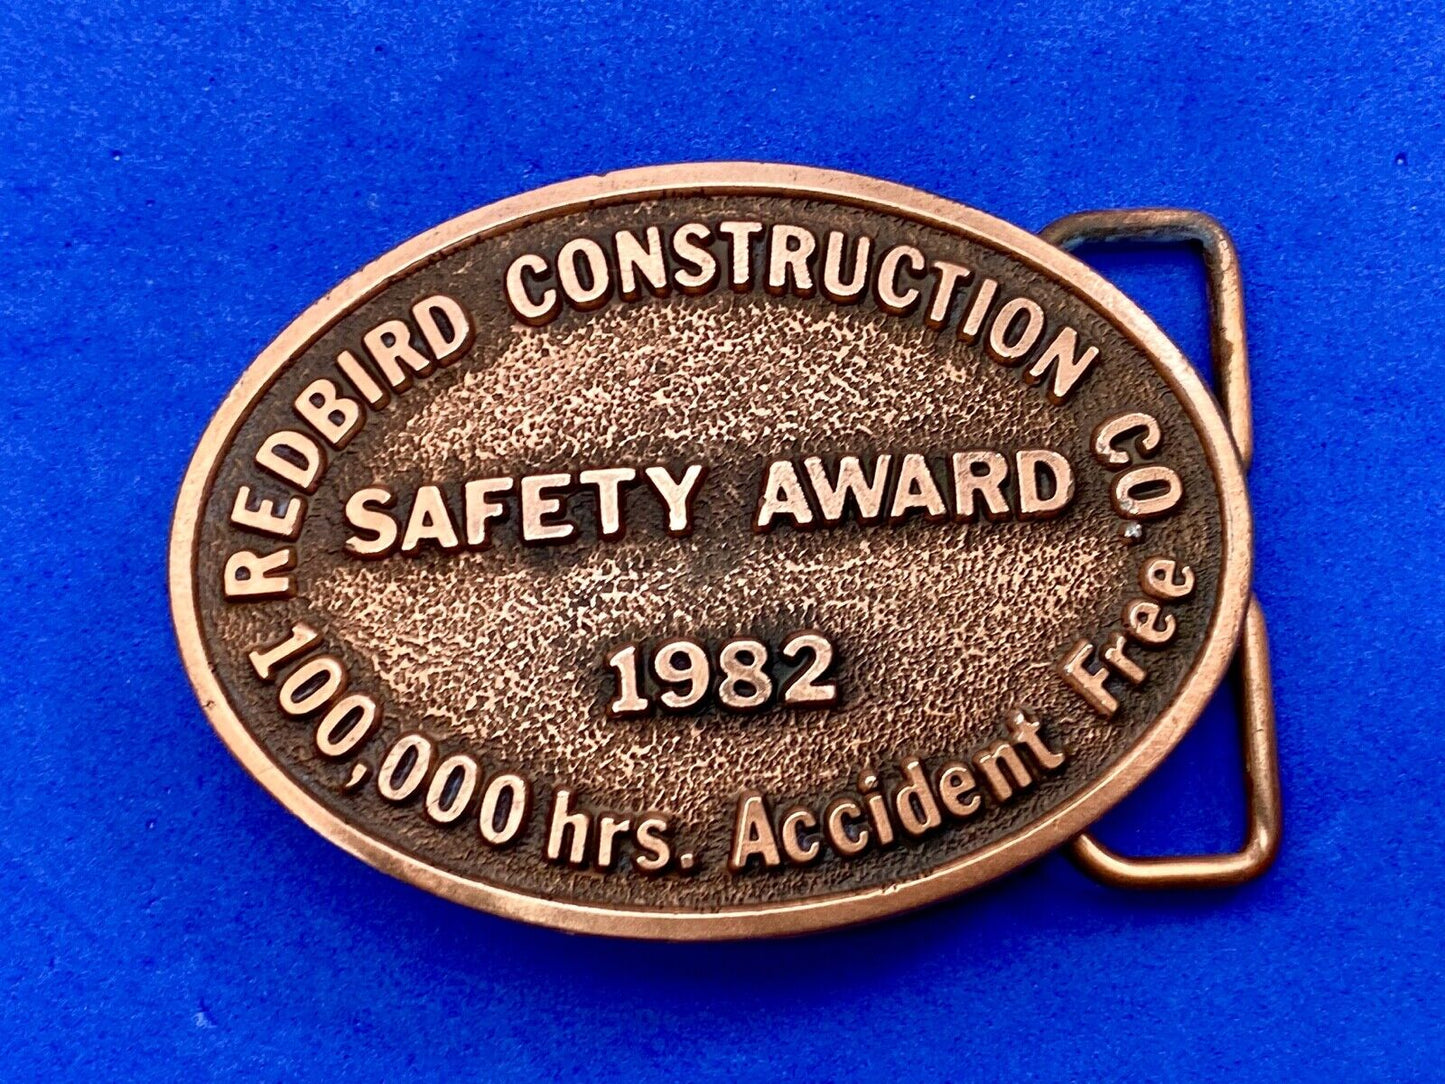 REDBIRD CONSTRUCTION CO.
SAFETY AWARD
1982
100,000 hrs. Accident Free